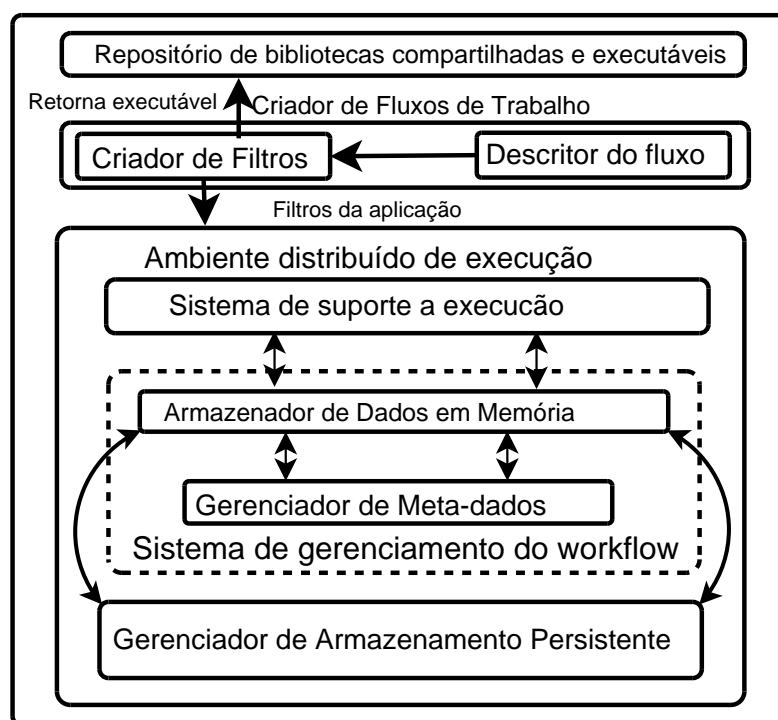 Repositório de bibliotecas compartilhadas e executáveis
Retorna executável
Criador de Fluxos de Trabalho
Criador de Filtros
Descritor do fluxo
Filtros da aplicação
Ambiente distribuído de execução
Sistema de suporte a execucão
Armazenador de Dados em Memória
Gerenciador de Meta-dados
Sistema de gerenciamento do workflow
Gerenciador de Armazenamento Persistente